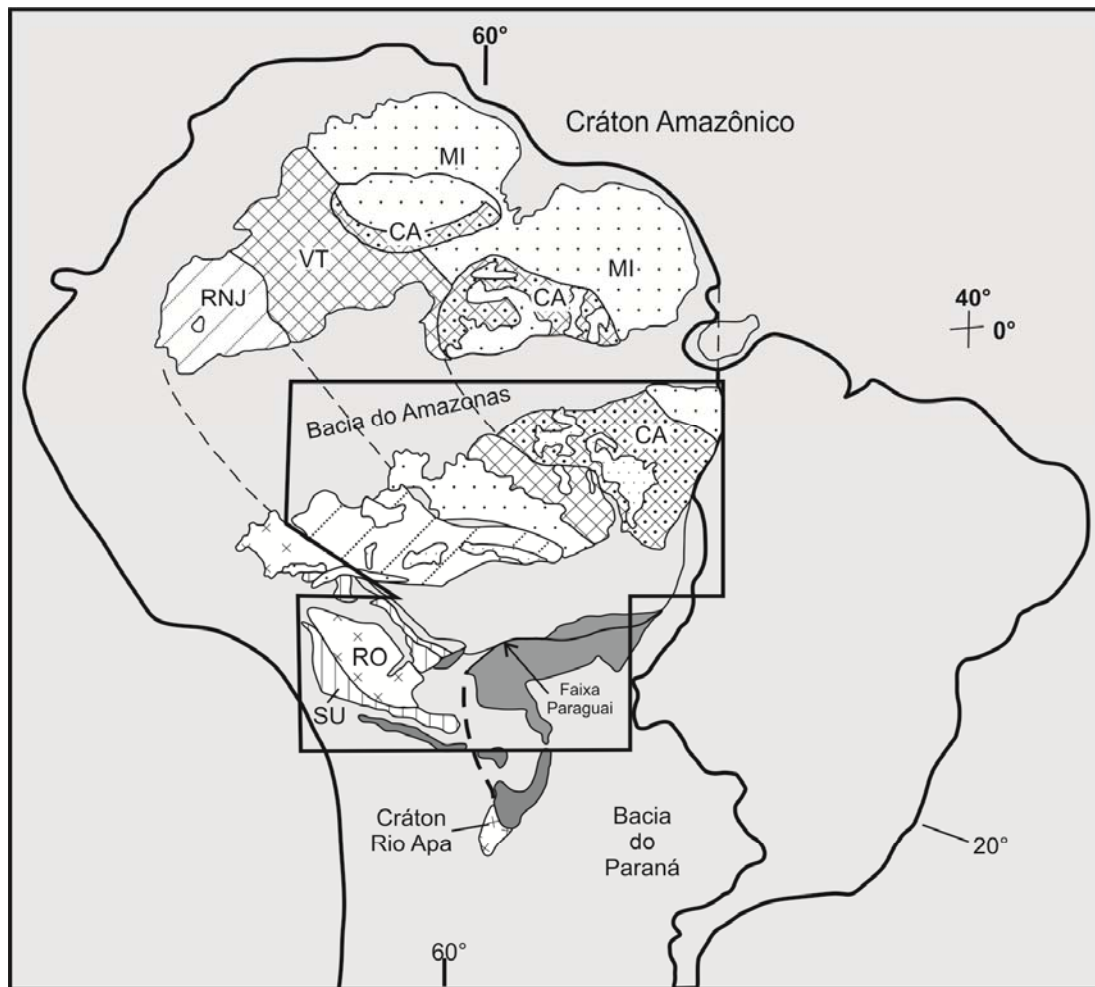 60°
Cráton Amazônico
MI
CA
VT
MI
RNJ
CA
40°
0°
Bacia do Amazonas
CA
RO
Faixa
Paraguai
SU
Cráton
Rio Apa
Bacia
do
Paraná
20°
60°